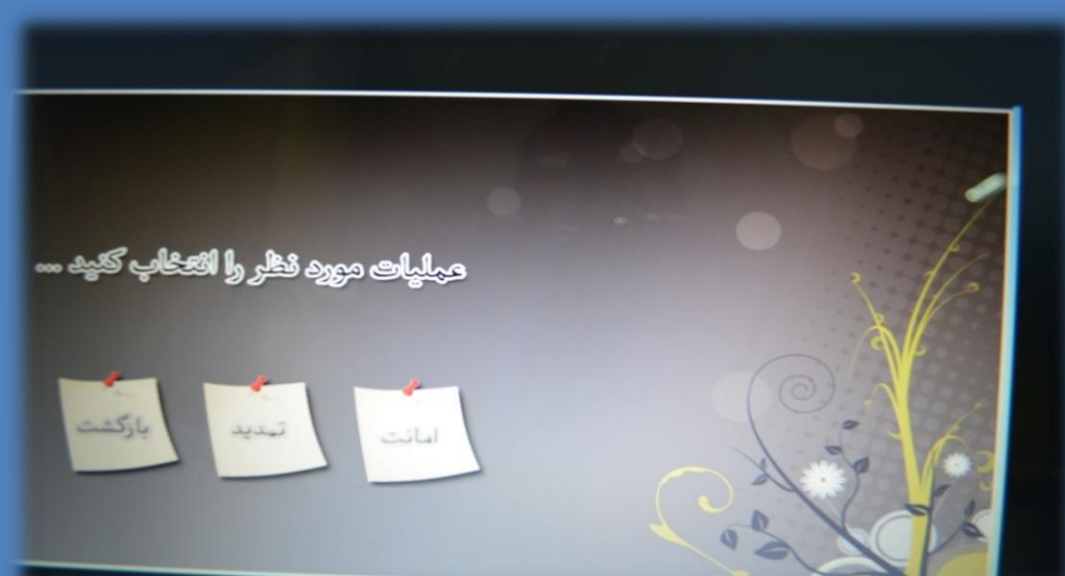 عملیات مورد نظر را انتخاب کنید ...
امانت
تمدید
بازگشت